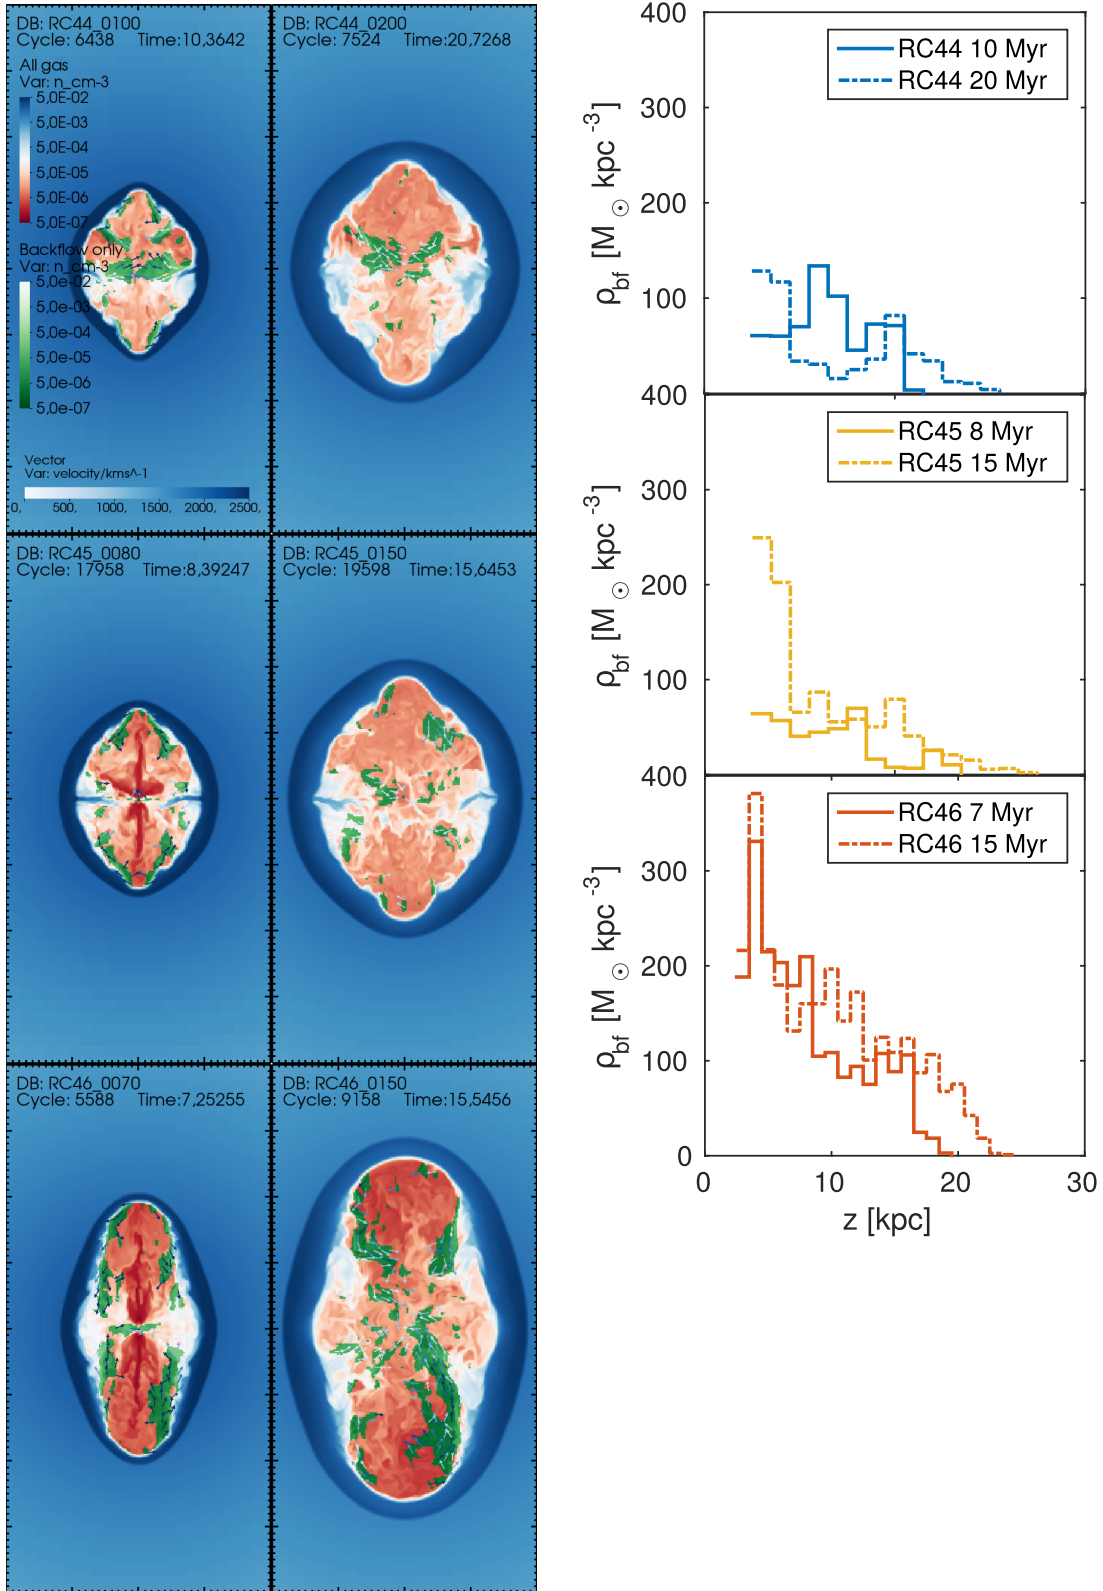 DB: RC44_0100
Cycle: 6438 Time:10,3642
All gas
Var: n_cm-3
5,0E-02
5,0E-03
5,0E-04
5,0E-05
5,0E-06
5,0E-07
Backflow only
Var: n_cm-3
5,0e-02
5,0e-03
5,0e-04
5,0e-05
5,0e-06
5,0e-07
Vector
Var: velocity/kms^-1
0, 500, 1000, 1500, 2000, 2500,
DB: RC44_0200
Cycle: 7524 Time:20,7268
DB: RC45_0080
Cycle: 17958 Time:8,39247
DB: RC45_0150
Cycle: 19598 Time:15,6453
DB: RC46_0070
Cycle: 5588 Time:7,25255
DB: RC46_0150
Cycle: 9158 Time:15,5456
400
300
200
100
ρbf [M ⊙ kpc -3]
RC44 10 Myr
RC44 20 Myr
400
300
200
100
ρbf [M ⊙ kpc -3]
RC45 8 Myr
RC45 15 Myr
400
300
200
100
0
ρbf [M ⊙ kpc -3]
RC46 7 Myr
RC46 15 Myr
0 10 20 30
z [kpc]